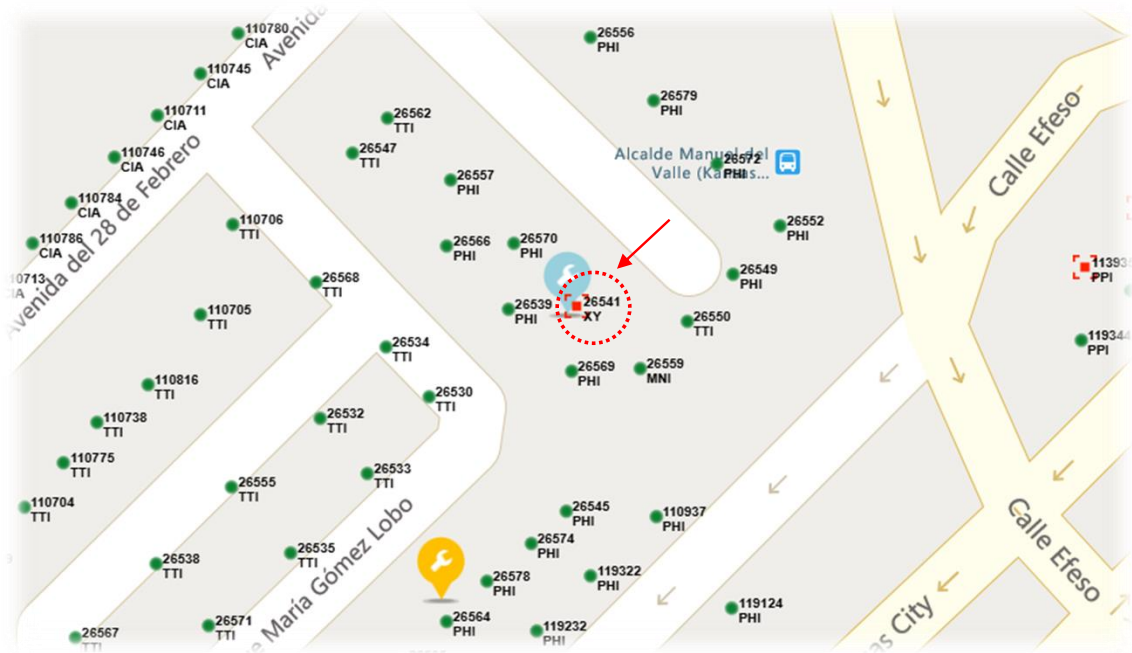 110780
CIA
Avenida
110745
CIA
110711
CIA
110746
CIA
110784
CIA
110786
CIA
Avenida del 28 de Febrero
26556
PHI
26579
PHI
26562
TTI
26547
TTI
26557
PHI
Alcalde Manuel del
Valle (Kansas...
26572
PHI
26552
PHI
26549
PHI
26566
PHI
26570
PHI
26539
PHI
26541
XY
26550
TTI
26569
PHI
26559
MNI
110706
TTI
26568
TTI
110705
TTI
26534
TTI
26530
TTI
110816
TTI
110738
TTI
110775
TTI
110704
TTI
26532
TTI
26555
TTI
26533
TTI
26538
TTI
26535
TTI
26571
TTI
26567
TTI
e María Gómez Lobo
26545
PHI
110937
PHI
26574
PHI
119322
PHI
26578
PHI
26564
PHI
119232
PHI
119124
PHI
Calle Efeso
11393
PPI
119344
PPI
Calle Efeso
as City